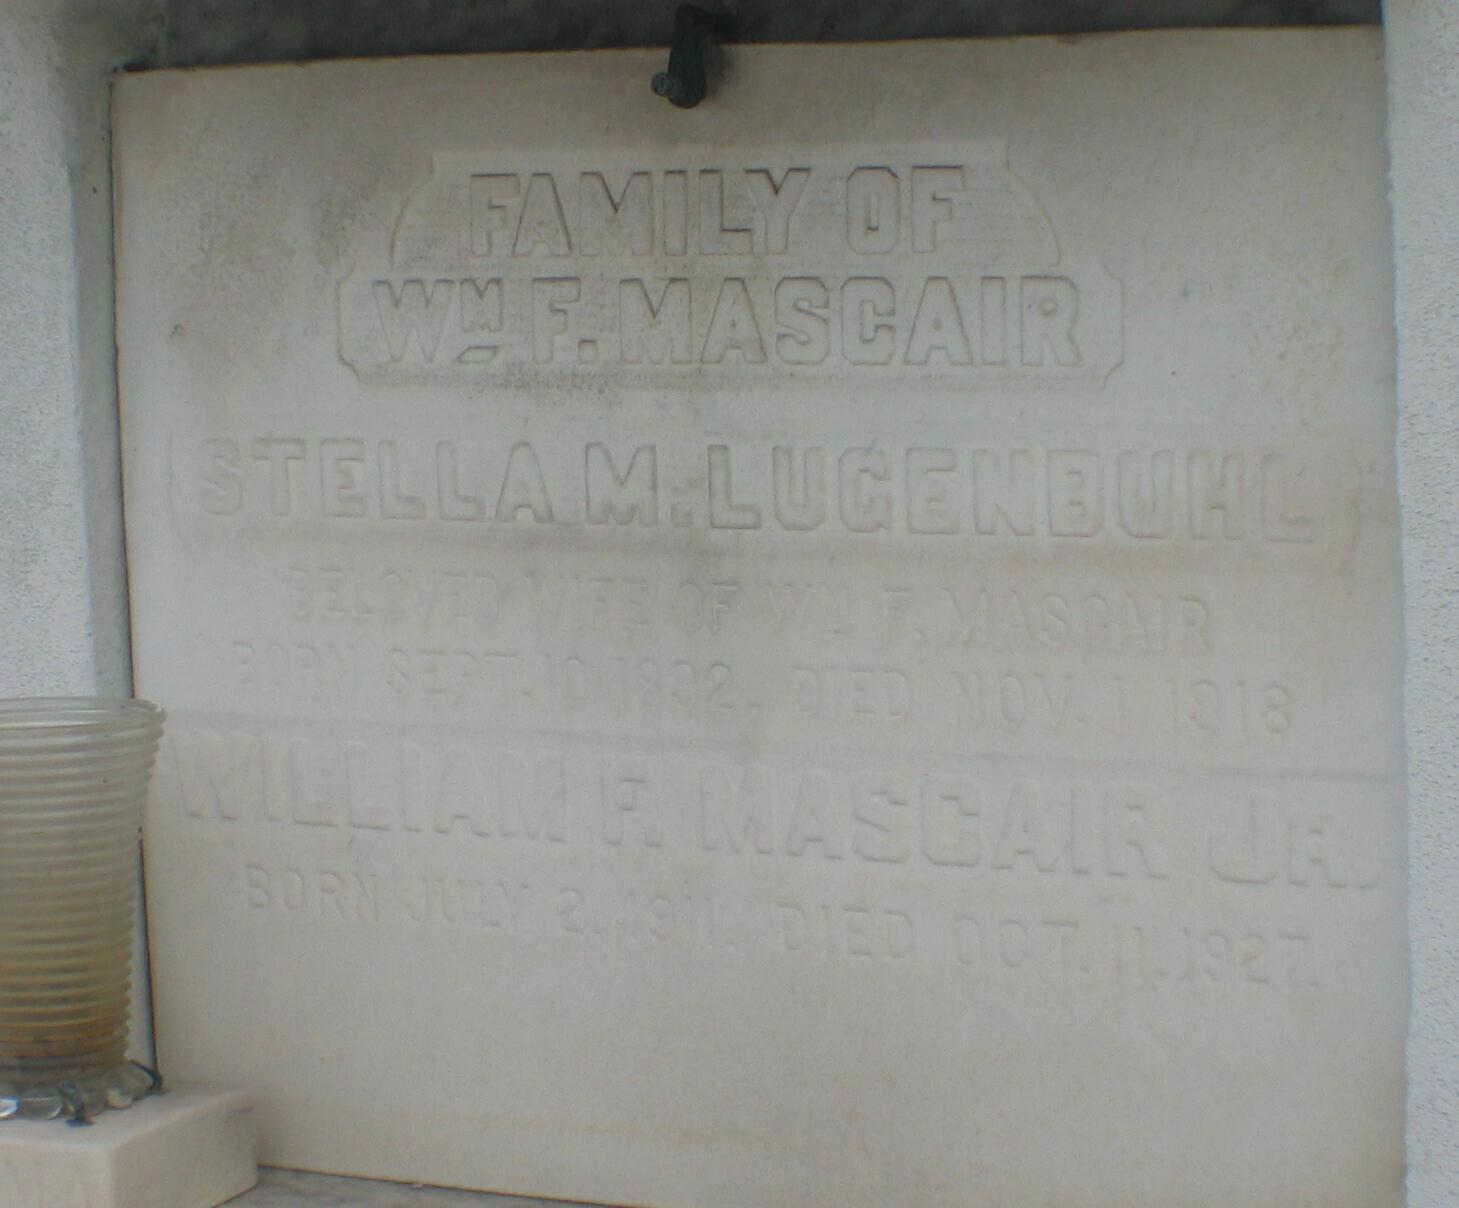 FAMILY OF
WM F. MASCAIR
STELLA M. LUGENBUHL
BELOVED WIFE OF WM F. MASCAIR
BORN SEPT. 10 1892. DIED NOV. 1 1918
WILLIAM F. MASCAIR JR.
BORN JULY 2. 1911. DIED OCT. 11. 1927.